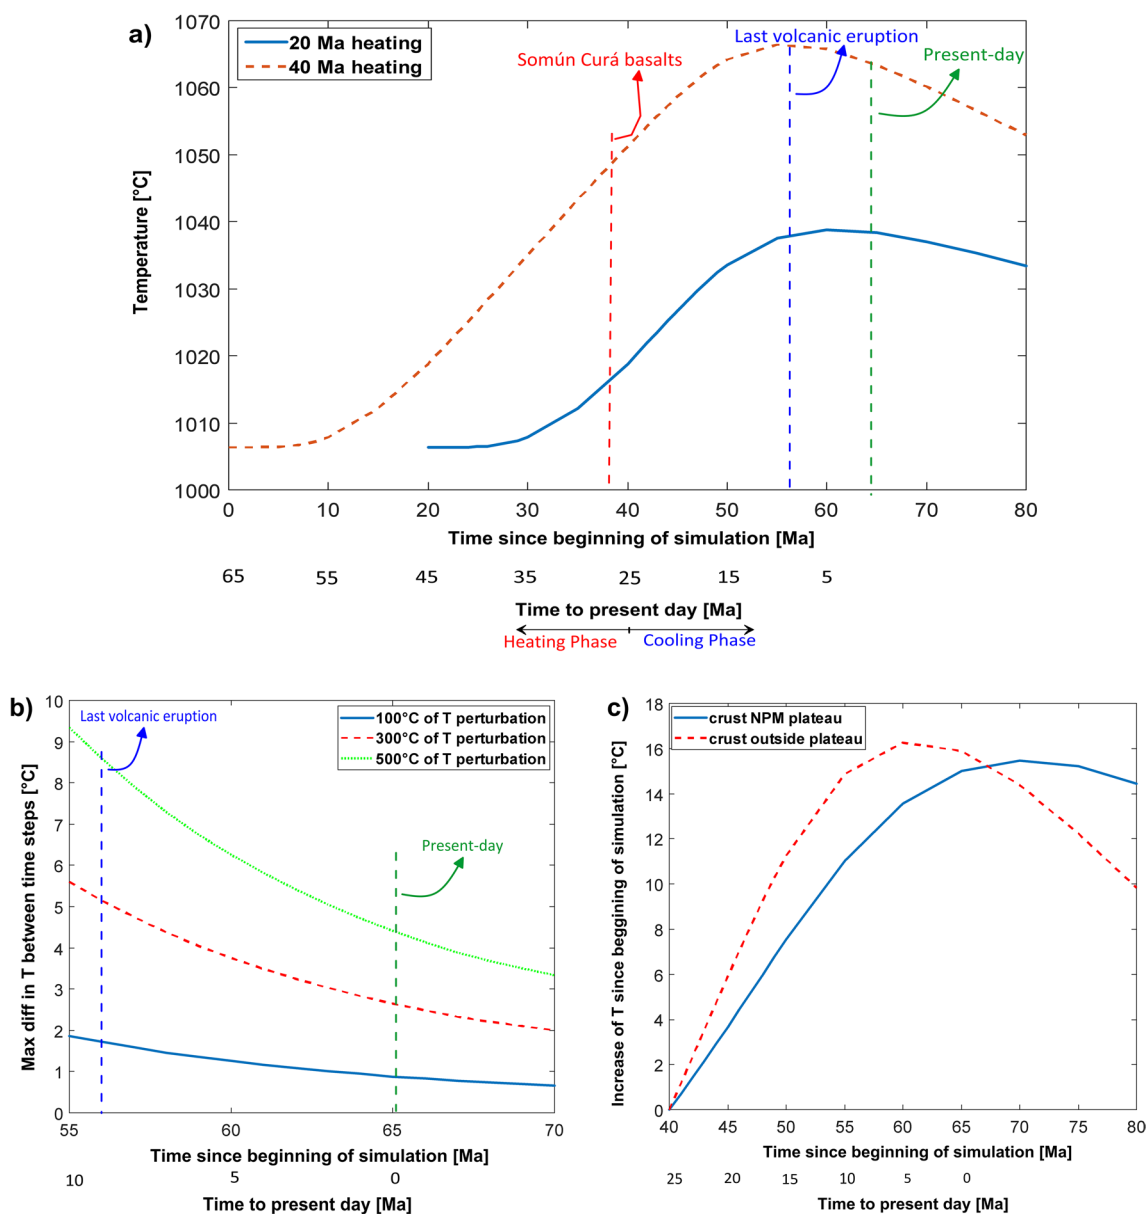 a)
20 Ma heating
40 Ma heating
Somún Curá basalts
Last volcanic eruption
Present-day
1070
1060
1050
1040
1030
1020
1010
1000
Temperature [°C]
0 10 20 30 40 50 60 70 80
Time since beginning of simulation [Ma]
65 55 45 35 25 15 5
Time to present day [Ma]
Heating Phase Cooling Phase
b)
Last volcanic eruption
100°C of T perturbation
300°C of T perturbation
500°C of T perturbation
Present-day
10
9
8
7
6
5
4
3
2
1
0
Max diff in T between time steps [°C]
55 60 65 70
Time since beginning of simulation [Ma]
10 5 0
Time to present day [Ma]
c)
crust NPM plateau
crust outside plateau
18
16
14
12
10
8
6
4
2
0
Increase of T since beggining of simulation [°C]
40 45 50 55 60 65 70 75 80
Time since beginning of simulation [Ma]
25 20 15 10 5 0
Time to present day [Ma]